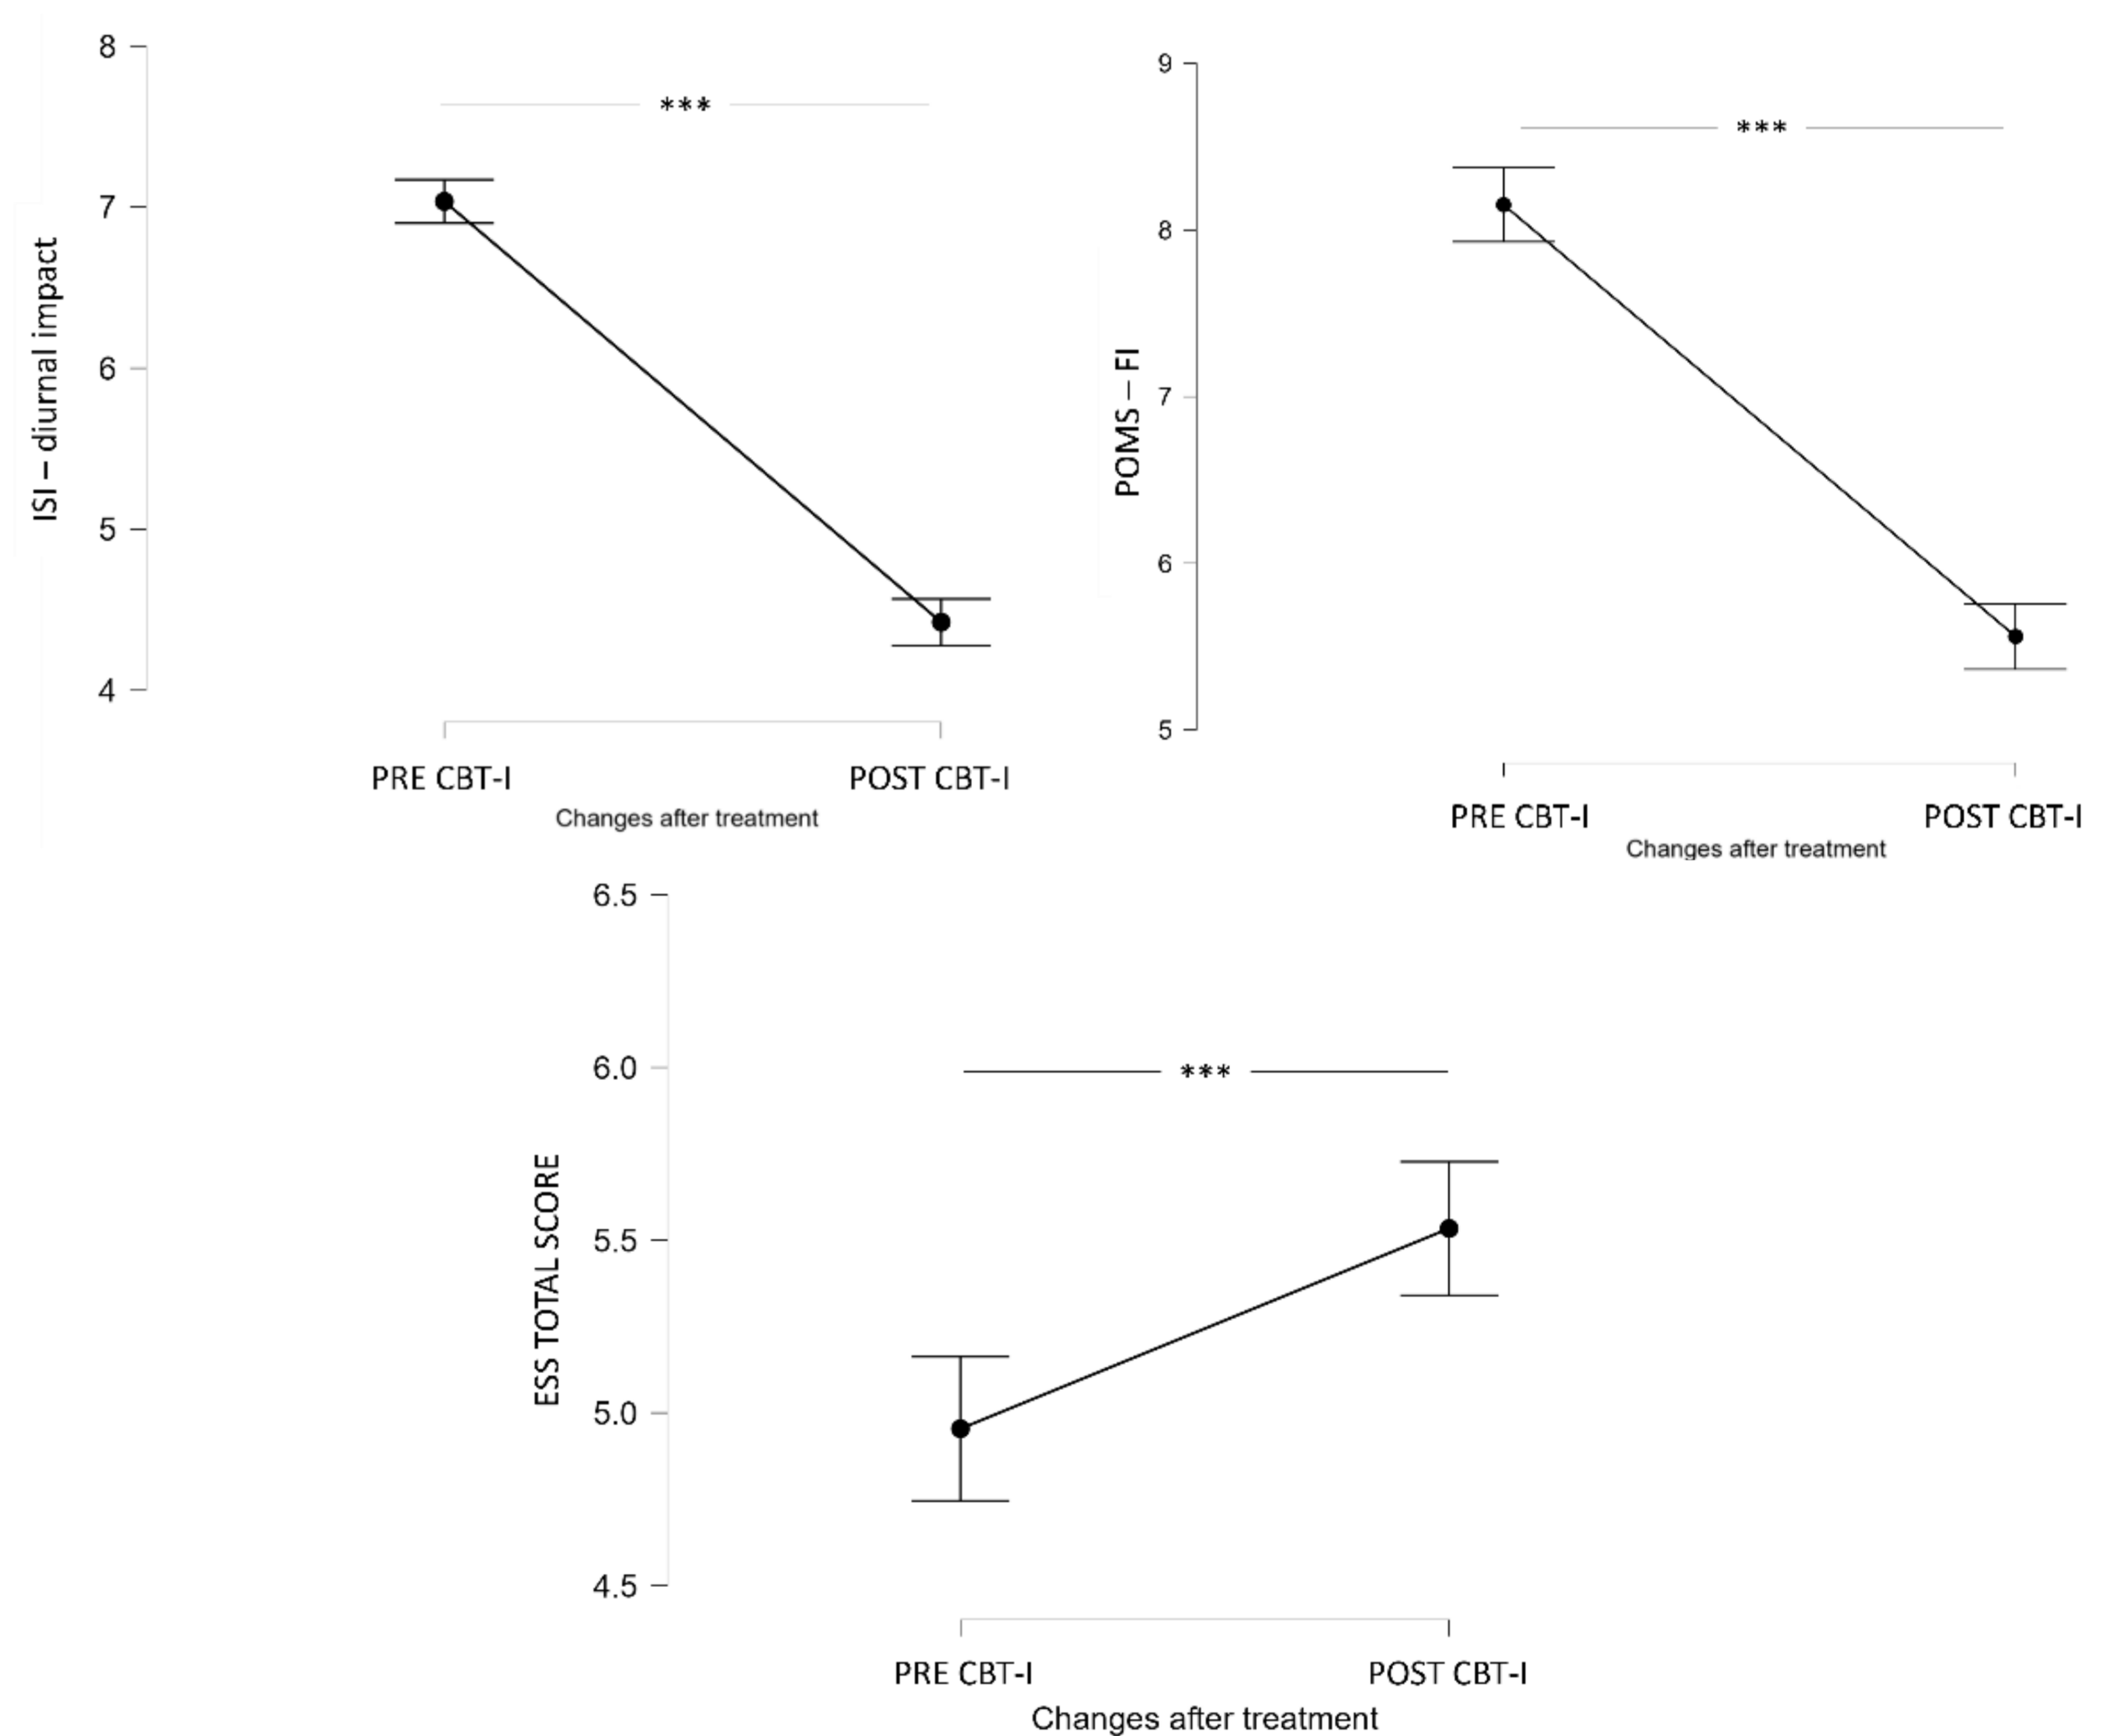 ISI – diurnal impact
8
7
6
5
4
***
PRE CBT-I
POST CBT-I
Changes after treatment
POMS – FI
9
8
7
6
5
***
PRE CBT-I
POST CBT-I
Changes after treatment
ESS TOTAL SCORE
6.5
6.0
5.5
5.0
4.5
***
PRE CBT-I
POST CBT-I
Changes after treatment